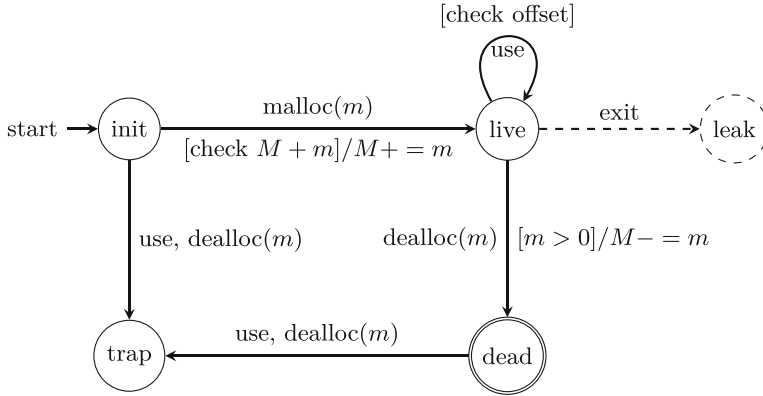 [check offset]
use
malloc(m)
exit
start
init
live
leak
[check M + m]/M+ = m
use, dealloc(m)
dealloc(m)
[m > 0]/M− = m
use, dealloc(m)
trap
dead